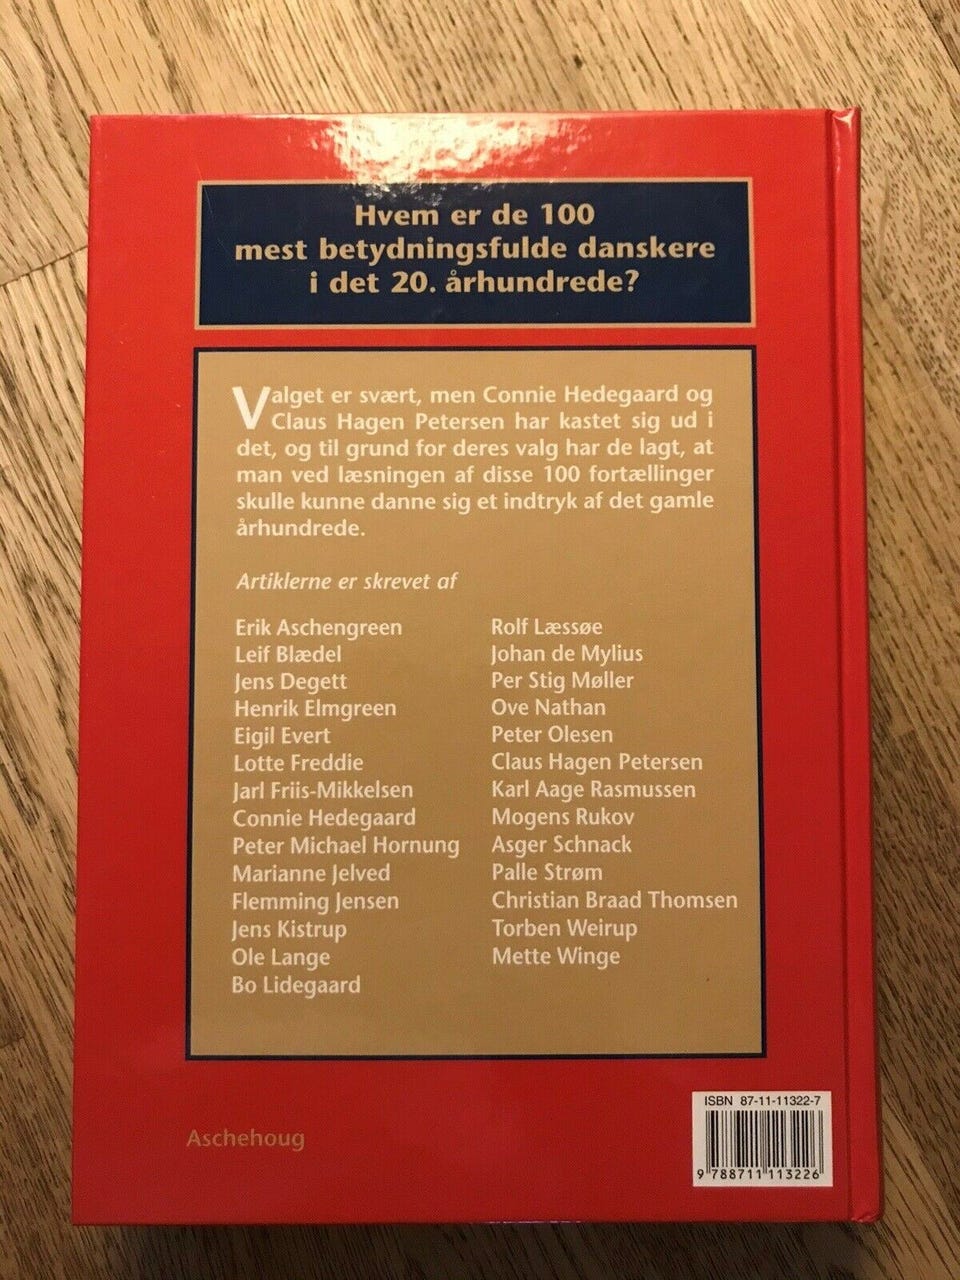 Hvem er de 100
mest betydningsfulde danskere
i det 20. århundrede?
Valget er svært, men Connie Hedegaard og
Claus Hagen Petersen har kastet sig ud i
det, og til grund for deres valg har de lagt, at
man ved læsningen af disse 100 fortællinger
skulle kunne danne sig et indtryk af det gamle
århundrede.
Artiklerne er skrevet af
Erik Aschengreen
Leif Blædel
Jens Degett
Henrik Elmgreen
Eigil Evert
Lotte Freddie
Jarl Friis-Mikkelsen
Connie Hedegaard
Peter Michael Hornung
Marianne Jelved
Flemming Jensen
Jens Kistrup
Ole Lange
Bo Lidegaard
Rolf Læssøe
Johan de Mylius
Per Stig Møller
Ove Nathan
Peter Olesen
Claus Hagen Petersen
Karl Aage Rasmussen
Mogens Rukov
Asger Schnack
Palle Strøm
Christian Braad Thomsen
Torben Weirup
Mette Winge
Aschehoug
ISBN 87-11-11322-7
9 788711 113226